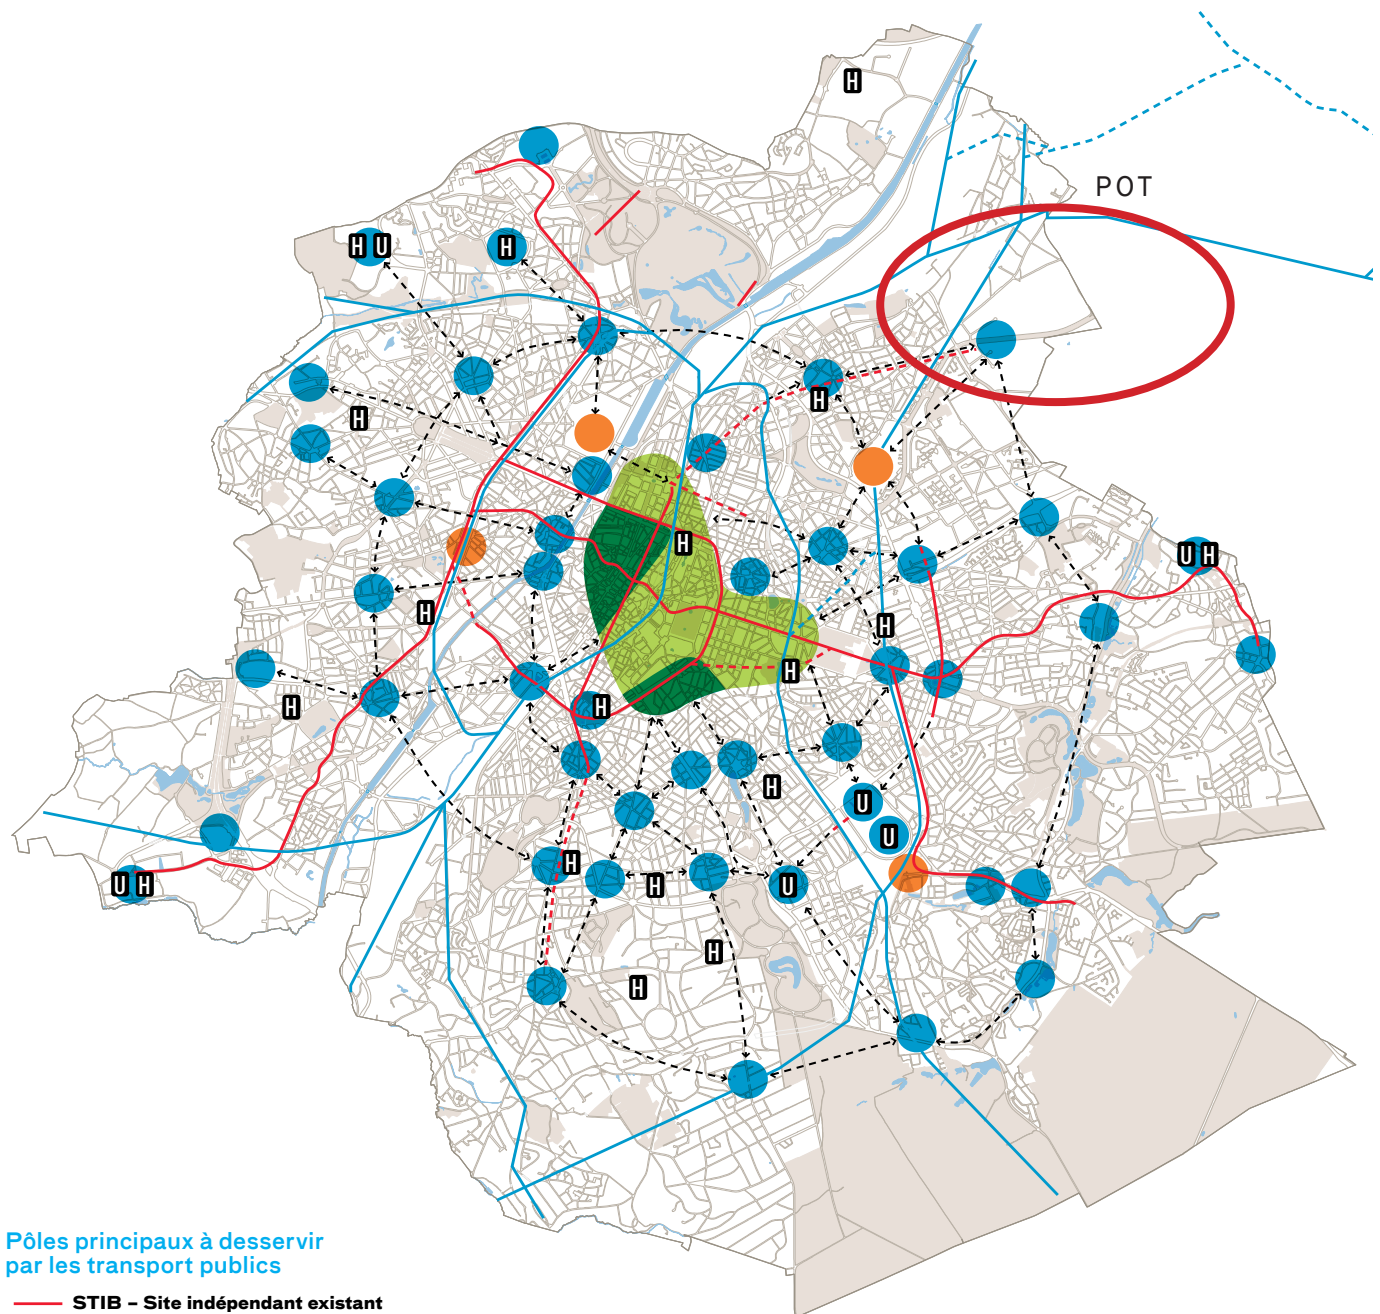 H
POT
H U
H
H
H
H
U H
H
H
H
H
H
H
U
U
H
H
U
U H
H
H
Pôles principaux à desservir
par les transport publics
STIB – Site indépendant existant